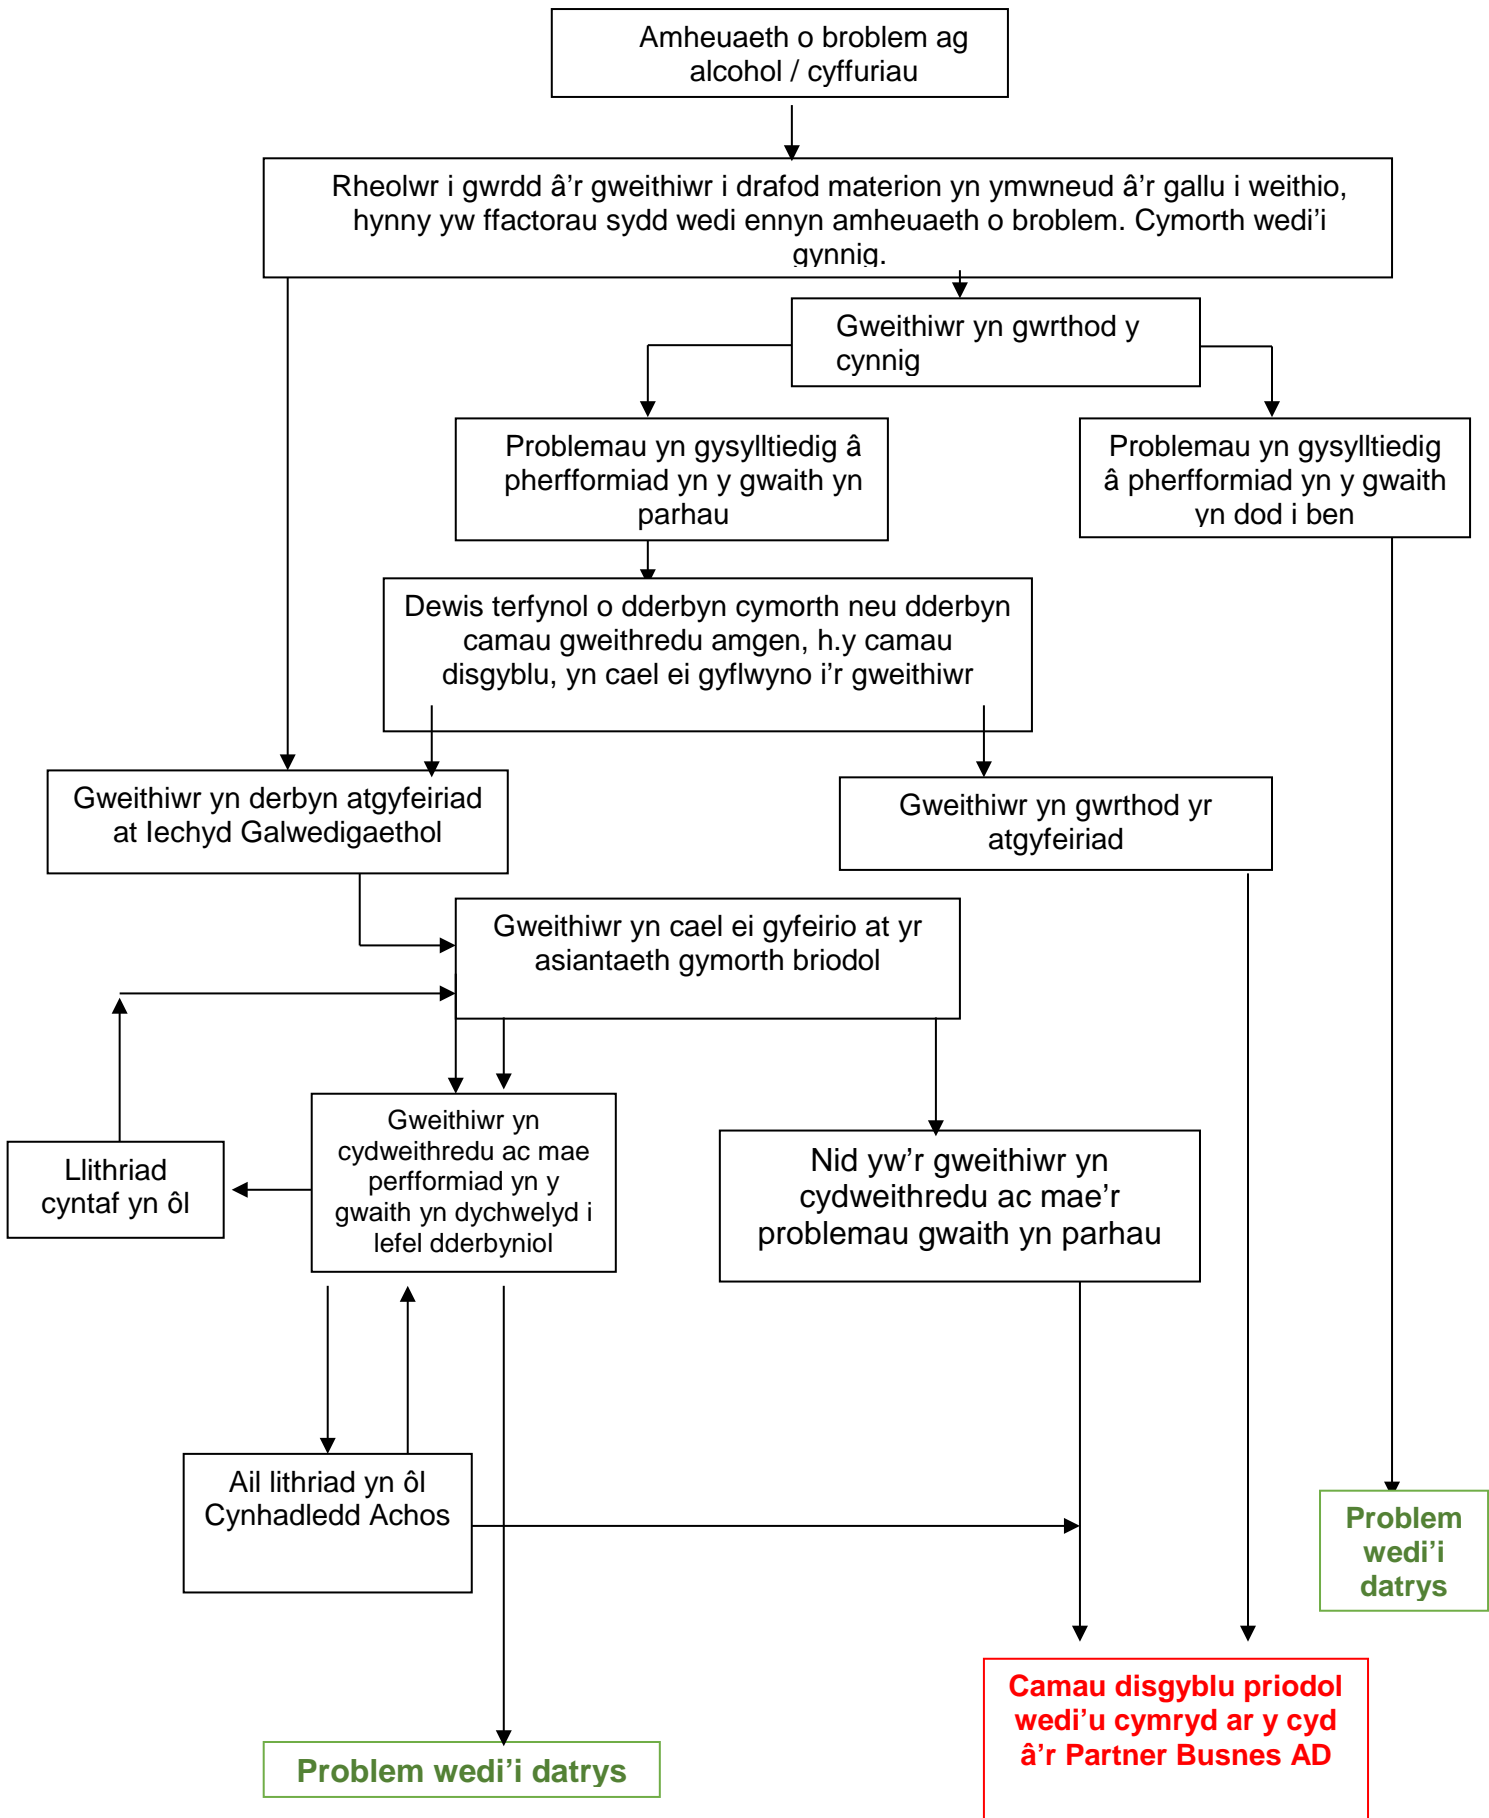 Amheuaeth o broblem ag
alcohol / cyffuriau
Rheolwr i gwrdd â’r gweithiwr i drafod materion yn ymwneud â’r gallu i weithio,
hynny yw ffactorau sydd wedi ennyn amheuaeth o broblem. Cymorth wedi’i
gynnig.
Gweithiwr yn gwrthod y
cynnig
Problemau yn gysylltiedig â
pherfformiad yn y gwaith yn
parhau
Problemau yn gysylltiedig
â pherfformiad yn y gwaith
yn dod i ben
Dewis terfynol o dderbyn cymorth neu dderbyn
camau gweithredu amgen, h.y camau
disgyblu, yn cael ei gyflwyno i’r gweithiwr
Gweithiwr yn derbyn atgyfeiriad
at Iechyd Galwedigaethol
Gweithiwr yn gwrthod yr
atgyfeiriad
Gweithiwr yn cael ei gyfeirio at yr
asiantaeth gymorth briodol
Gweithiwr yn
cydweithredu ac mae
perfformiad yn y
gwaith yn dychwelyd i
lefel dderbyniol
Llithriad
cyntaf yn ôl
Nid yw’r gweithiwr yn
cydweithredu ac mae’r
problemau gwaith yn parhau
Ail lithriad yn ôl
Cynhadledd Achos
Problem
wedi’i
datrys
Camau disgyblu priodol
wedi’u cymryd ar y cyd
â’r Partner Busnes AD
Problem wedi’i datrys